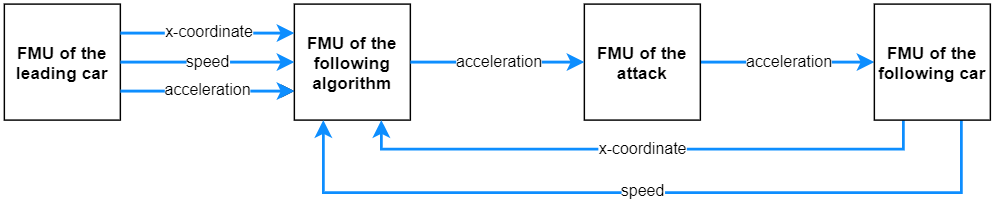 FMU of the
leading car
x-coordinate
speed
acceleration
FMU of the
following
algorithm
acceleration
FMU of the
attack
acceleration
FMU of the
following car
x-coordinate
speed